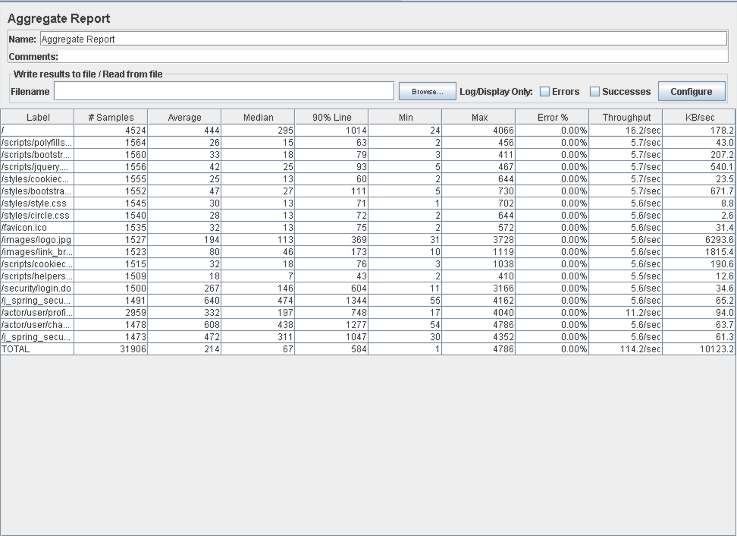 Aggregate Report
Name: Aggregate Report
Comments:
Write results to file / Read from file
Filename Browse... Log/Display Only: Errors Successes Configure
Label # Samples Average Median 90% Line Min Max Error % Throughput KB/sec
/ 4524 444 295 1014 24 4066 0.00% 16.2/sec 178.2
/scripts/polyfills... 1564 26 15 63 2 456 0.00% 5.7/sec 43.0
/scripts/bootstr... 1560 33 18 79 3 411 0.00% 5.7/sec 207.2
/scripts/jquery.... 1556 42 25 93 5 467 0.00% 5.7/sec 540.1
/styles/cookiec... 1555 25 13 60 2 644 0.00% 5.7/sec 23.5
/styles/bootstra... 1552 47 27 111 5 730 0.00% 5.7/sec 671.7
/styles/style.css 1545 30 13 71 1 702 0.00% 5.6/sec 8.8
/styles/circle.css 1540 28 13 72 2 644 0.00% 5.6/sec 2.6
/favicon.ico 1535 32 13 75 2 572 0.00% 5.6/sec 31.4
/images/logo.jpg 1527 194 113 369 31 3728 0.00% 5.6/sec 6293.6
/images/link_br... 1523 80 46 173 10 1119 0.00% 5.6/sec 1815.4
/scripts/cookiec... 1515 32 18 76 3 1038 0.00% 5.6/sec 190.6
/scripts/helpers... 1509 18 7 43 2 410 0.00% 5.5/sec 12.6
/security/login.do 1500 267 146 604 11 3166 0.00% 5.6/sec 34.6
/j_spring_secu... 1491 640 474 1344 55 4162 0.00% 5.6/sec 65.2
/actor/user/profi... 2959 332 197 748 17 4040 0.00% 11.2/sec 94.0
/actor/user/cha... 1478 608 438 1277 54 4786 0.00% 5.6/sec 63.7
/j_spring_secu... 1473 472 311 1047 30 4352 0.00% 5.6/sec 61.3
TOTAL 31906 214 67 584 1 4786 0.00% 114.2/sec 10123.2